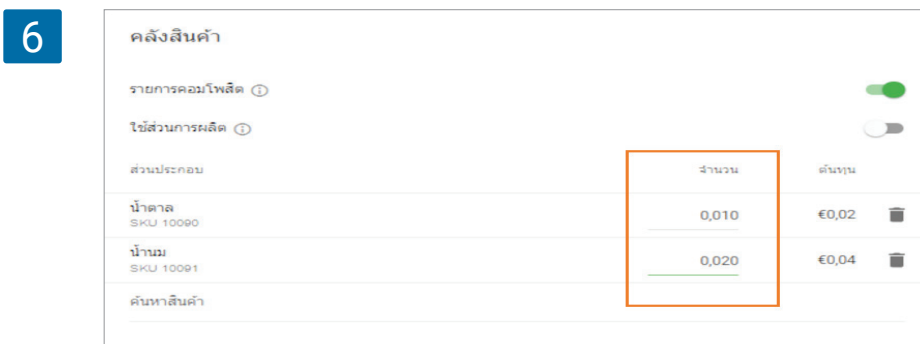 6
คลังสินค้า
รายการคอมโพสิต
ใช้ส่วนการผลิต
ส่วนประกอบ จำนวน ต้นทุน
น้ำตาล 0,010 €0,02
SKU 10090
น้ำนม 0,020 €0,04
SKU 10091
ค้นหาสินค้า